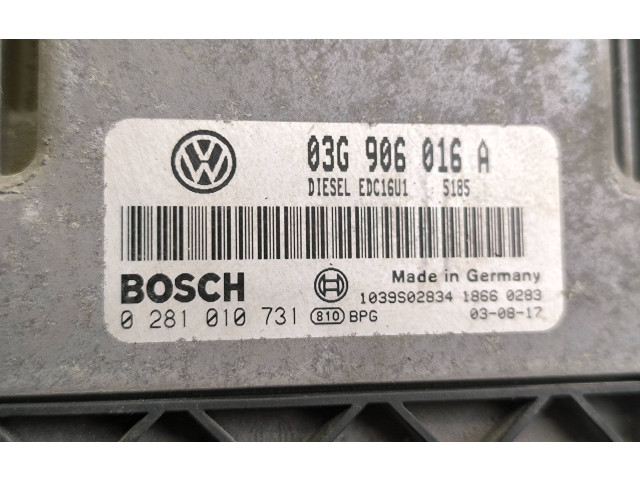 VW
03G 906 016 A
DIESEL EDC16U1 5185
BOSCH
Made in Germany
1039S02834 1866 0283
0 281 010 731 810 BPG
03-08-17